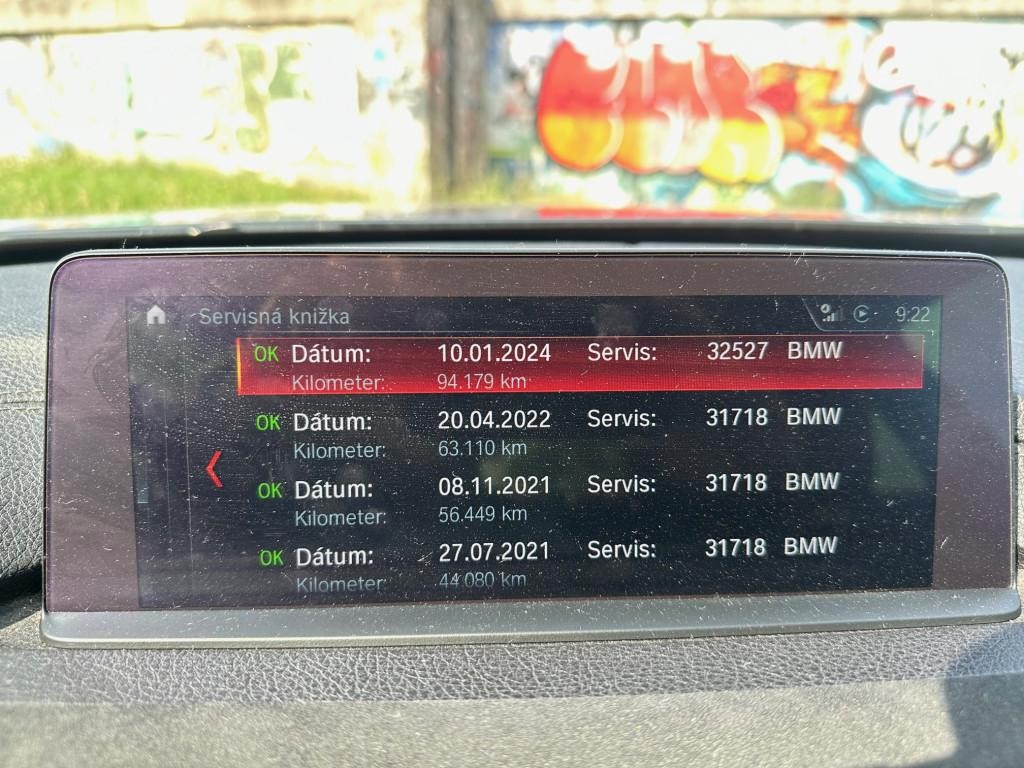 Servisná knižka 9:22
OK Dátum: 10.01.2024 Servis: 32527 BMW
Kilometer: 94.179 km
OK Dátum: 20.04.2022 Servis: 31718 BMW
Kilometer: 63.110 km
OK Dátum: 08.11.2021 Servis: 31718 BMW
Kilometer: 56.449 km
OK Dátum: 27.07.2021 Servis: 31718 BMW
Kilometer: 44.080 km